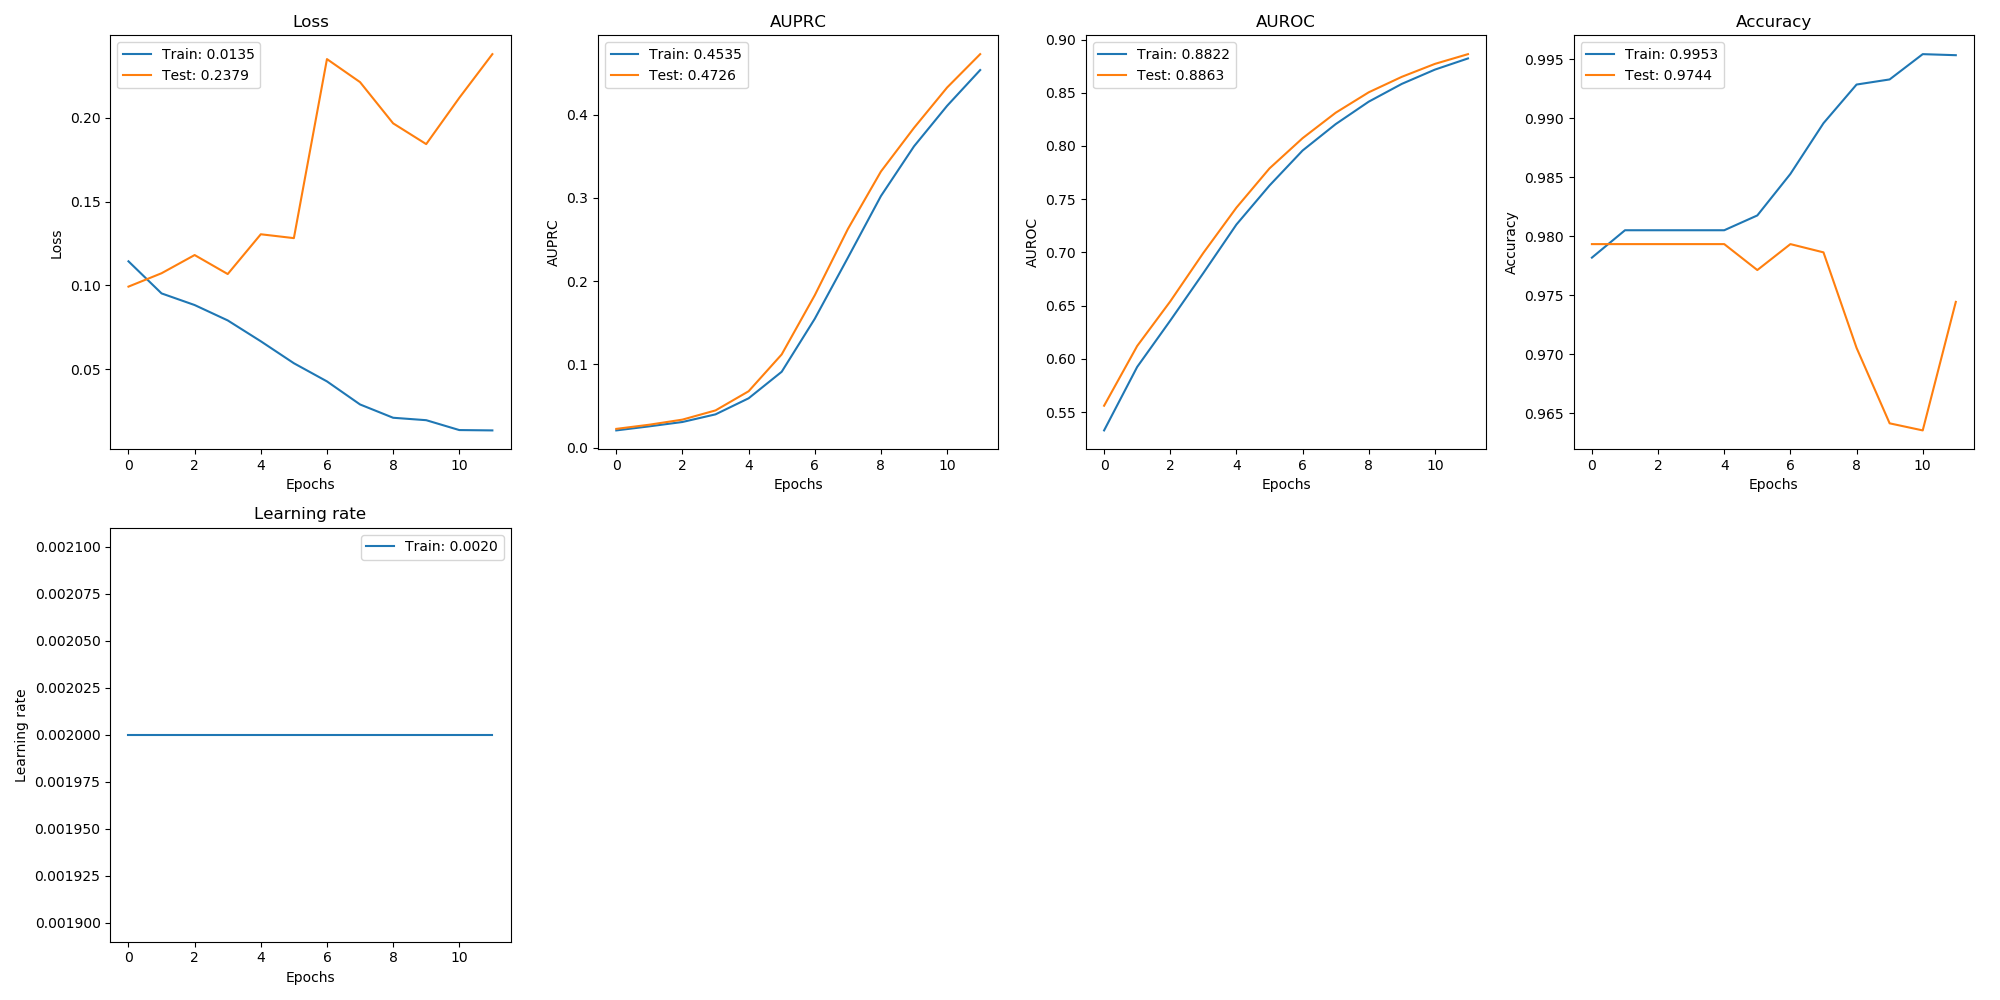 Loss
Train: 0.0135
Test: 0.2379
0.20
0.15
0.10
0.05
Loss
0 2 4 6 8 10
Epochs
AUPRC
Train: 0.4535
Test: 0.4726
0.4
0.3
0.2
0.1
0.0
AUPRC
0 2 4 6 8 10
Epochs
AUROC
Train: 0.8822
Test: 0.8863
0.90
0.85
0.80
0.75
0.70
0.65
0.60
0.55
AUROC
0 2 4 6 8 10
Epochs
Accuracy
Train: 0.9953
Test: 0.9744
0.995
0.990
0.985
0.980
0.975
0.970
0.965
Accuracy
0 2 4 6 8 10
Epochs
Learning rate
Train: 0.0020
0.002100
0.002075
0.002050
0.002025
0.002000
0.001975
0.001950
0.001925
0.001900
Learning rate
0 2 4 6 8 10
Epochs